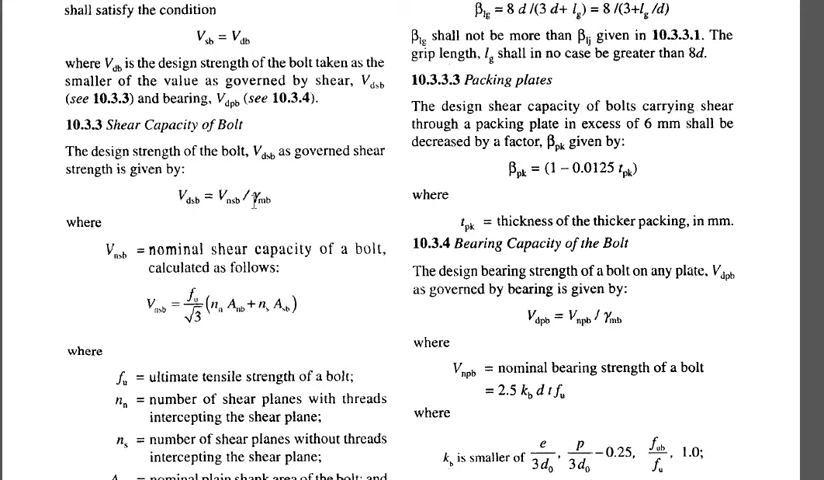 shall satisfy the condition
V_sb = V_db
where V_db is the design strength of the bolt taken as the
smaller of the value as governed by shear, V_dsb
(see 10.3.3) and bearing, V_dpb (see 10.3.4).
10.3.3 Shear Capacity of Bolt
The design strength of the bolt, V_dsb as governed shear
strength is given by:
V_dsb = V_nsb / γ_mb
where
V_nsb = nominal shear capacity of a bolt,
calculated as follows:
V_nsb = f_u/√3 (n_n A_nb + n_s A_sb)
where
f_u = ultimate tensile strength of a bolt;
n_n = number of shear planes with threads
intercepting the shear plane;
n_s = number of shear planes without threads
intercepting the shear plane;
= nominal plain shank area of the bolt; and
β_lg = 8 d /(3 d + l_g) = 8 /(3+l_g /d)
β_lg shall not be more than β_lj given in 10.3.3.1. The
grip length, l_g shall in no case be greater than 8d.
10.3.3.3 Packing plates
The design shear capacity of bolts carrying shear
through a packing plate in excess of 6 mm shall be
decreased by a factor, β_pk given by:
β_pk = (1 – 0.0125 t_pk)
where
t_pk = thickness of the thicker packing, in mm.
10.3.4 Bearing Capacity of the Bolt
The design bearing strength of a bolt on any plate, V_dpb
as governed by bearing is given by:
V_dpb = V_npb / γ_mb
where
V_npb = nominal bearing strength of a bolt
= 2.5 k_b d t f_u
where
k_b is smaller of e/3d_0, p/3d_0 – 0.25, f_ub/f_u, 1.0;